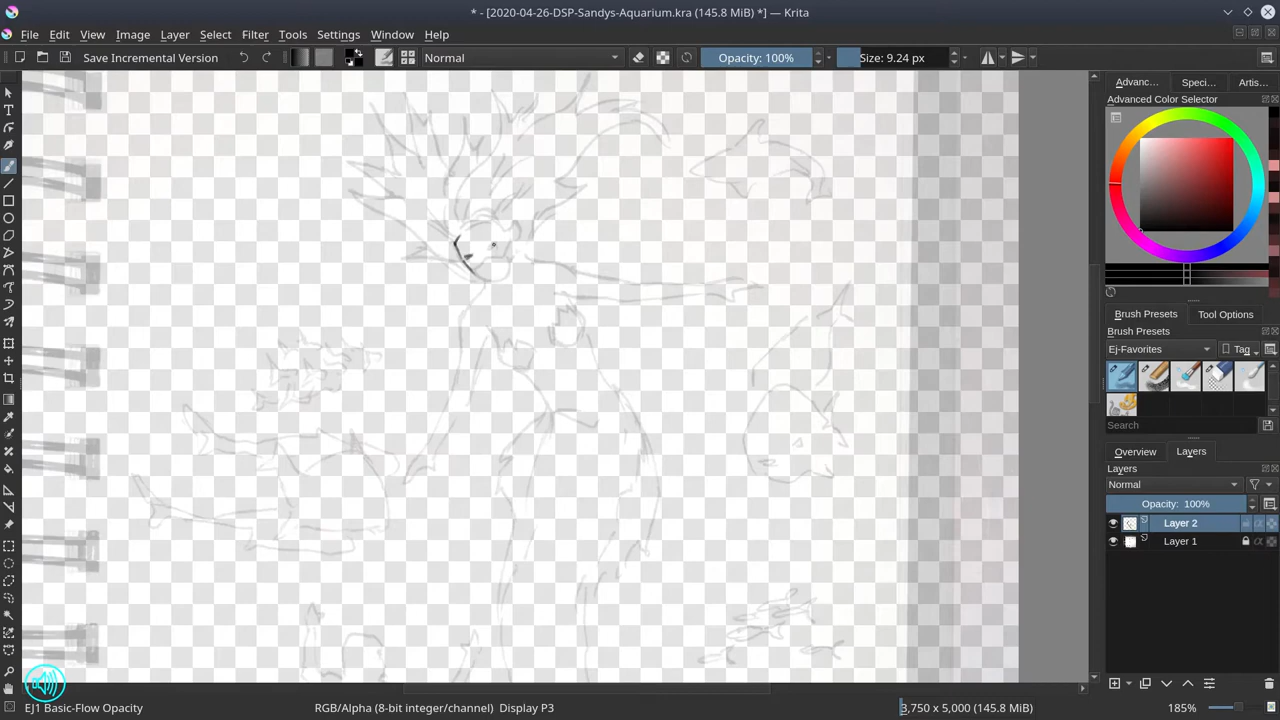 * - [2020-04-26-DSP-Sandys-Aquarium.kra (145.8 MiB) *] — Krita
File Edit View Image Layer Select Filter Tools Settings Window Help
Save Incremental Version Normal Opacity: 100% Size: 9.24 px
Advanc... Speci... Artis...
Advanced Color Selector
Brush Presets Tool Options
Brush Presets
Ej-Favorites Tag
Search
Overview Layers
Layers
Normal
Opacity: 100%
Layer 2
Layer 1
EJ1 Basic-Flow Opacity RGB/Alpha (8-bit integer/channel) Display P3 3,750 x 5,000 (145.8 MiB) 185%